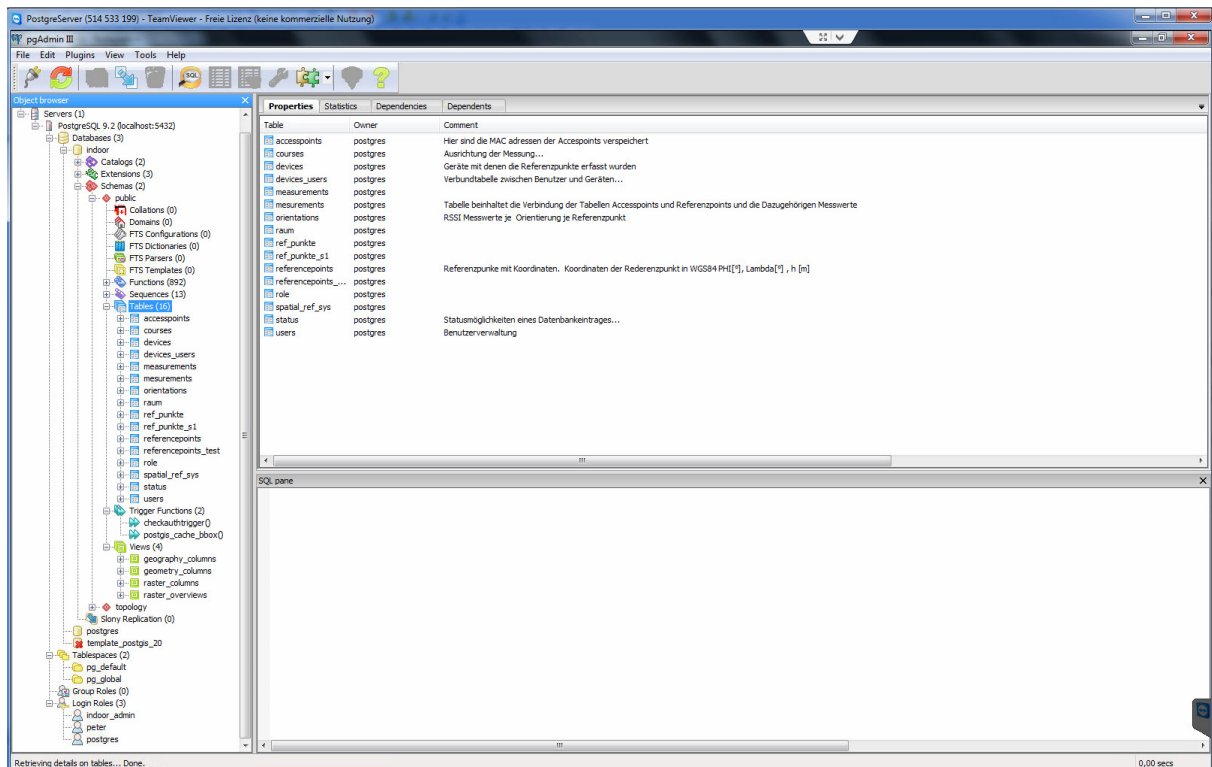 PostgreServer (514 533 199) - TeamViewer - Freie Lizenz (keine kommerzielle Nutzung)
pgAdmin III
File Edit Plugins View Tools Help
SQL
Object browser
Servers (1)
PostgreSQL 9.2 (localhost:5432)
Databases (3)
indoor
Catalogs (2)
Extensions (3)
Schemas (2)
public
Collations (0)
Domains (0)
FTS Configurations (0)
FTS Dictionaries (0)
FTS Parsers (0)
FTS Templates (0)
Functions (892)
Sequences (13)
Tables (16)
accesspoints
courses
devices
devices_users
measurements
mesurements
orientations
raum
ref_punkte
ref_punkte_s1
referencepoints
referencepoints_test
role
spatial_ref_sys
status
users
Trigger Functions (2)
checkauthtrigger()
postgis_cache_bbox()
Views (4)
geography_columns
geometry_columns
raster_columns
raster_overviews
topology
Slony Replication (0)
postgres
template_postgis_20
Tablespaces (2)
pg_default
pg_global
Group Roles (0)
Login Roles (3)
indoor_admin
peter
postgres
Properties Statistics Dependencies Dependents
Table Owner Comment
accesspoints postgres Hier sind die MAC adressen der Accespoints verspeichert
courses postgres Ausrichtung der Messung...
devices postgres Geräte mit denen die Referenzpunkte erfasst wurden
devices_users postgres Verbundtabelle zwischen Benutzer und Geräten...
measurements postgres
mesurements postgres Tabelle beinhaltet die Verbindung der Tabellen Accesspoints und Referenzpoints und die Dazugehörigen Messwerte
orientations postgres RSSI Messwerte je Orientierung je Referenzpunkt
raum postgres
ref_punkte postgres
ref_punkte_s1 postgres
referencepoints postgres Referenzpunke mit Koordinaten. Koordinaten der Rederenzpunkt in WGS84 PHI[°], Lambda[°] , h [m]
referencepoints_... postgres
role postgres
spatial_ref_sys postgres
status postgres Statusmöglichkeiten eines Datenbankeintrages...
users postgres Benutzerverwaltung
SQL pane
Retrieving details on tables... Done. 0,00 secs